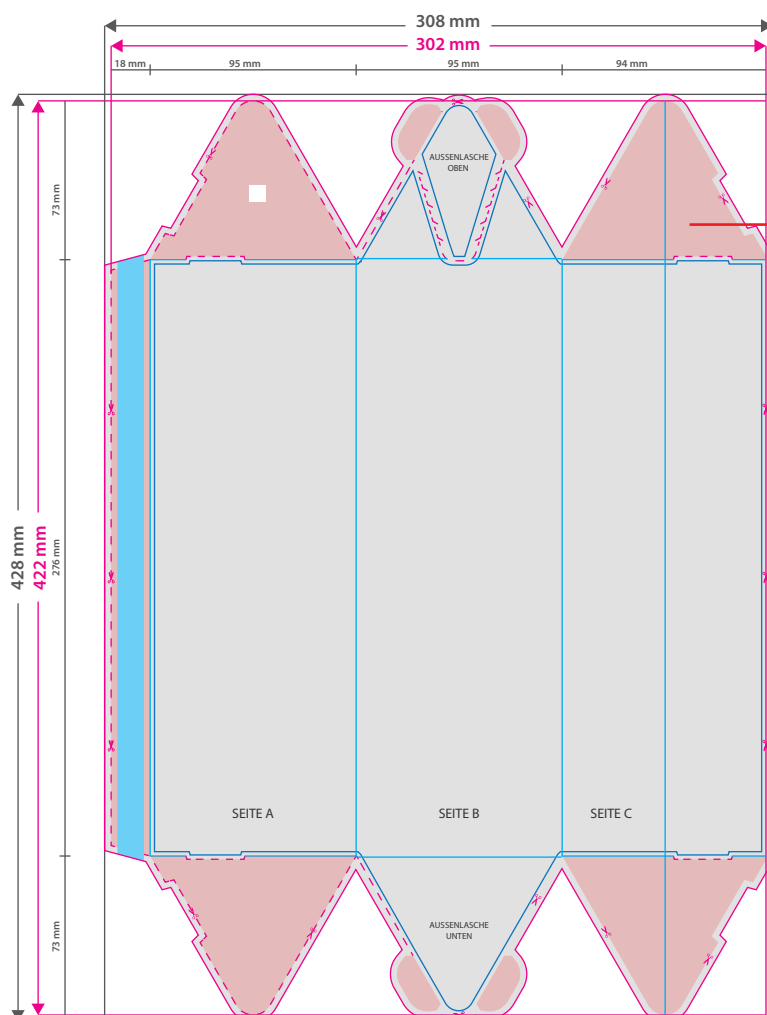 308 mm
302 mm
18 mm
95 mm
95 mm
94 mm
AUSSENLASCHE
OBEN
73 mm
428 mm
422 mm
276 mm
SEITE A
SEITE B
SEITE C
73 mm
AUSSENLASCHE
UNTEN